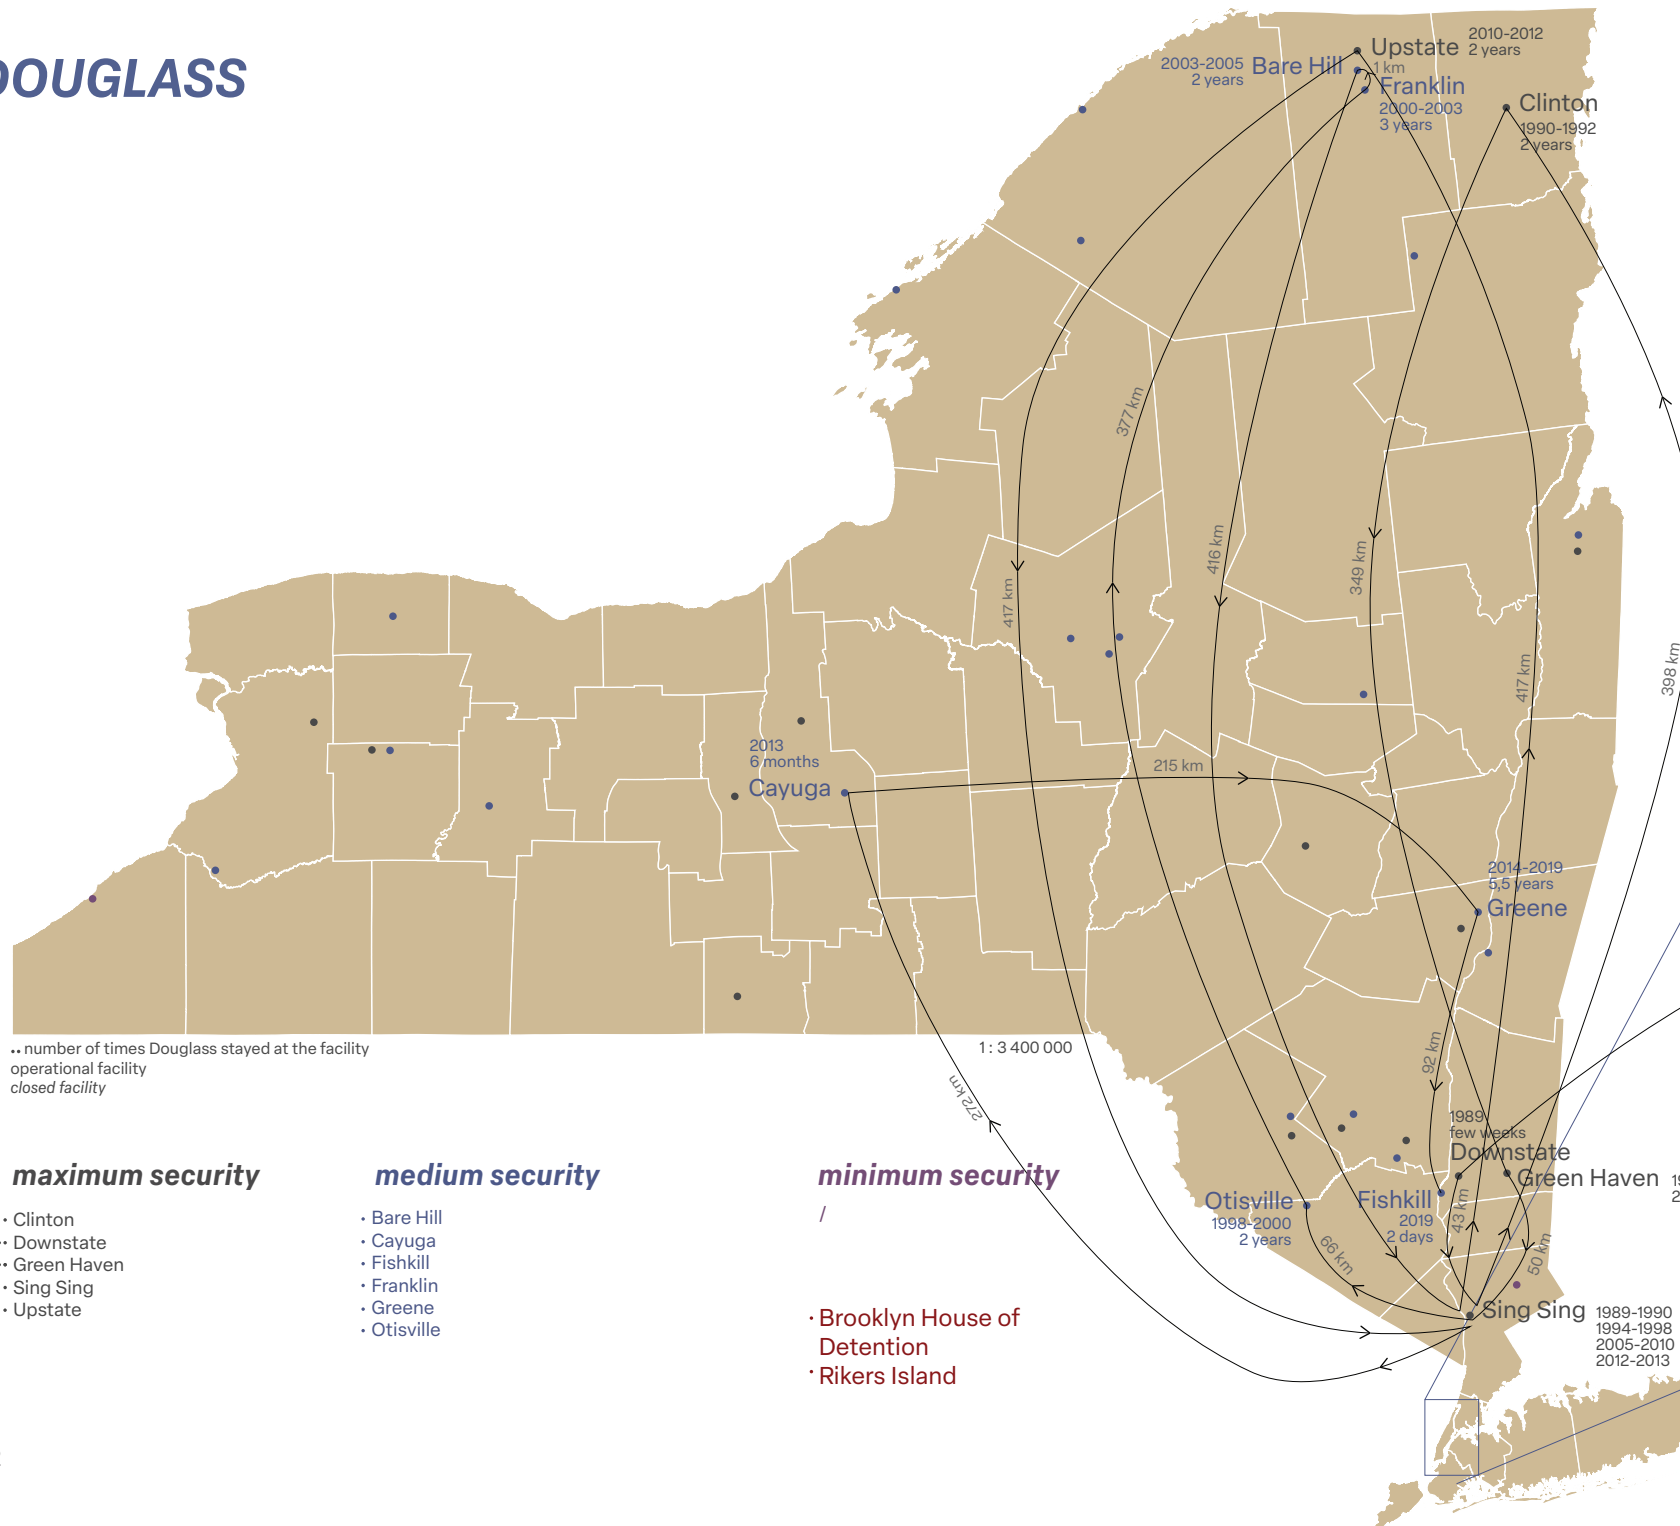 DOUGLASS
Upstate
2010-2012
2 years
2003-2005
2 years
Bare Hill
1 km
Franklin
2000-2003
3 years
Clinton
1990-1992
2 years
377 km
416 km
349 km
417 km
417 km
398 km
2013
6 months
Cayuga
215 km
2014-2019
5,5 years
Greene
92 km
272 km
1989
few weeks
Downstate
Green Haven
Otisville
1998-2000
2 years
Fishkill
2019
2 days
43 km
50 km
66 km
Sing Sing
1989-1990
1994-1998
2005-2010
2012-2013
•• number of times Douglass stayed at the facility
operational facility
closed facility
1 : 3 400 000
maximum security
· Clinton
·· Downstate
·· Green Haven
· Sing Sing
· Upstate
medium security
· Bare Hill
· Cayuga
· Fishkill
· Franklin
· Greene
· Otisville
minimum security
/
· Brooklyn House of
Detention
· Rikers Island